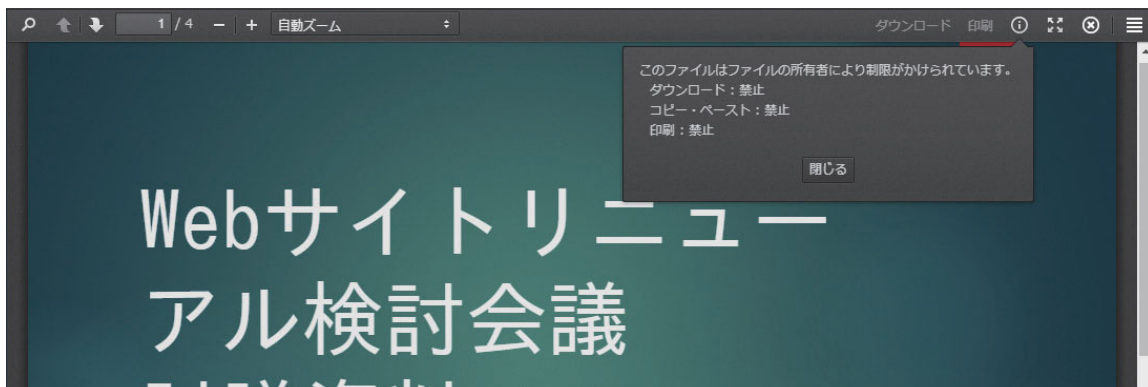 1 / 4 − + 自動ズーム ダウンロード 印刷
このファイルはファイルの所有者により制限がかけられています。
ダウンロード：禁止
コピー・ペースト：禁止
印刷：禁止
閉じる
Webサイトリニュー
アル検討会議